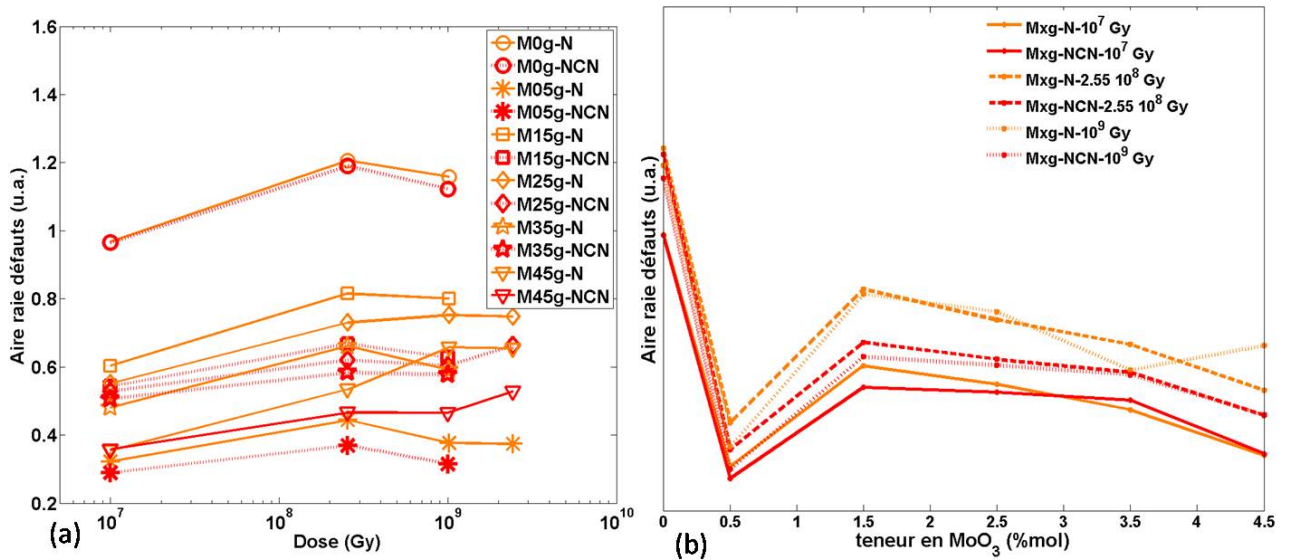 1.6
1.4
1.2
1
0.8
0.6
0.4
0.2
Aire raie défauts (u.a.)
10^7
10^8
10^9
10^10
Dose (Gy)
(a)
M0g-N
M0g-NCN
M05g-N
M05g-NCN
M15g-N
M15g-NCN
M25g-N
M25g-NCN
M35g-N
M35g-NCN
M45g-N
M45g-NCN
Aire raie défauts (u.a.)
Mxg-N-10^7 Gy
Mxg-NCN-10^7 Gy
Mxg-N-2.55 10^8 Gy
Mxg-NCN-2.55 10^8 Gy
Mxg-N-10^9 Gy
Mxg-NCN-10^9 Gy
0 0.5 1 1.5 2 2.5 3 3.5 4 4.5
teneur en MoO₃ (%mol)
(b)